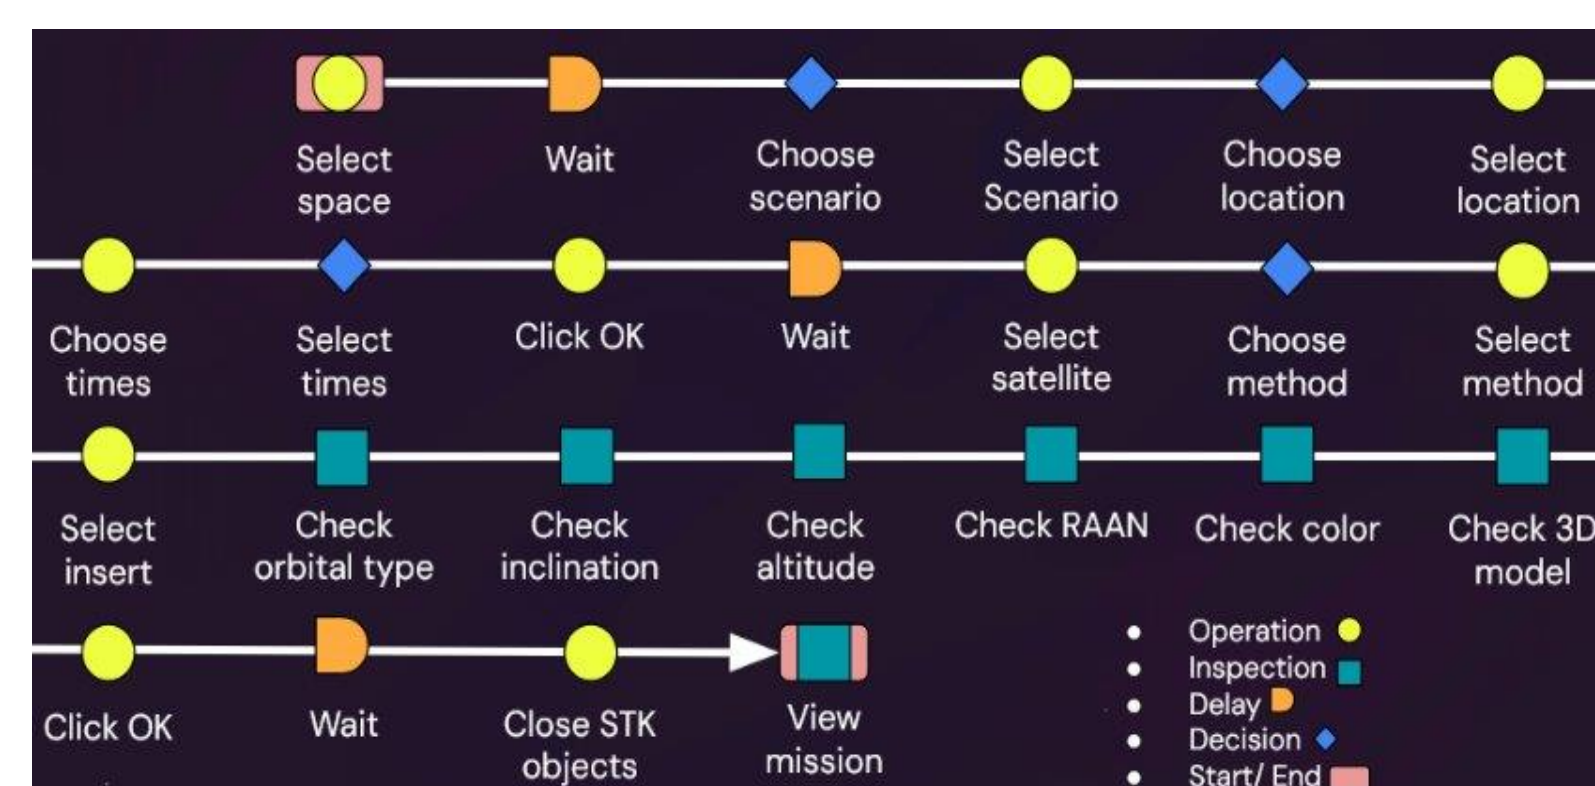 Select
space
Wait
Choose
scenario
Select
Scenario
Choose
location
Select
location
Choose
times
Select
times
Click OK
Wait
Select
satellite
Choose
method
Select
method
Select
insert
Check
orbital type
Check
inclination
Check
altitude
Check RAAN
Check color
Check 3D
model
Click OK
Wait
Close STK
objects
View
mission
• Operation
• Inspection
• Delay
• Decision
• Start/ End